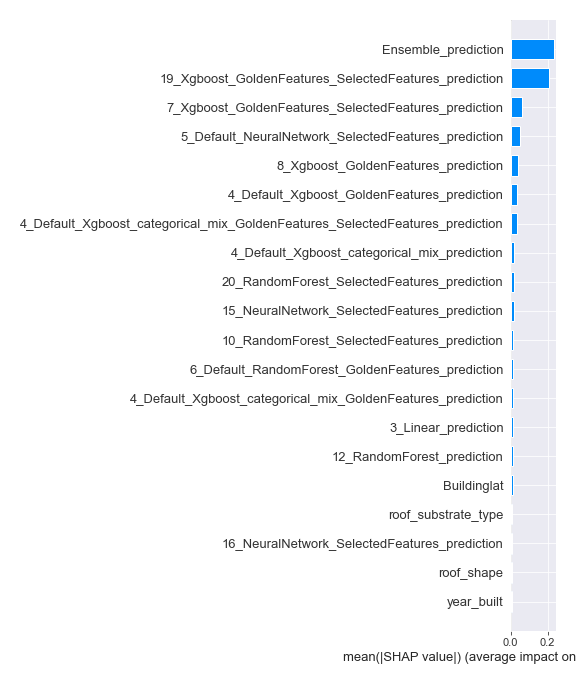 Ensemble_prediction
19_Xgboost_GoldenFeatures_SelectedFeatures_prediction
7_Xgboost_GoldenFeatures_SelectedFeatures_prediction
5_Default_NeuralNetwork_SelectedFeatures_prediction
8_Xgboost_GoldenFeatures_prediction
4_Default_Xgboost_GoldenFeatures_prediction
4_Default_Xgboost_categorical_mix_GoldenFeatures_SelectedFeatures_prediction
4_Default_Xgboost_categorical_mix_prediction
20_RandomForest_SelectedFeatures_prediction
15_NeuralNetwork_SelectedFeatures_prediction
10_RandomForest_SelectedFeatures_prediction
6_Default_RandomForest_GoldenFeatures_prediction
4_Default_Xgboost_categorical_mix_GoldenFeatures_prediction
3_Linear_prediction
12_RandomForest_prediction
Buildinglat
roof_substrate_type
16_NeuralNetwork_SelectedFeatures_prediction
roof_shape
year_built
0.0 0.2
mean(|SHAP value|) (average impact on